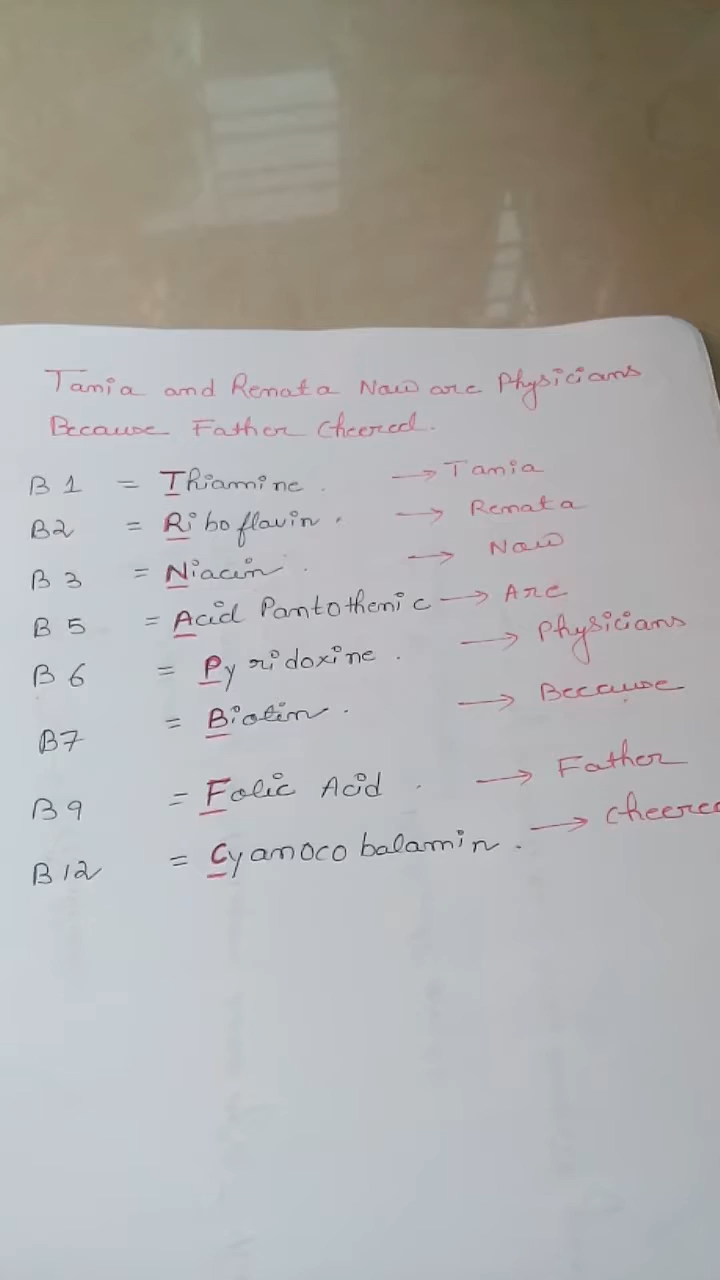 Tania and Renata Now are Physicians
Because Father Cheered.
B1 = Thiamine. → Tania
B2 = Riboflavin. → Renata
B3 = Niacin. → Now
B5 = Acid Pantothenic → Are
B6 = Pyridoxine. → Physicians
B7 = Biotin. → Because
B9 = Folic Acid. → Father
B12 = Cyanocobalamin. → Cheered